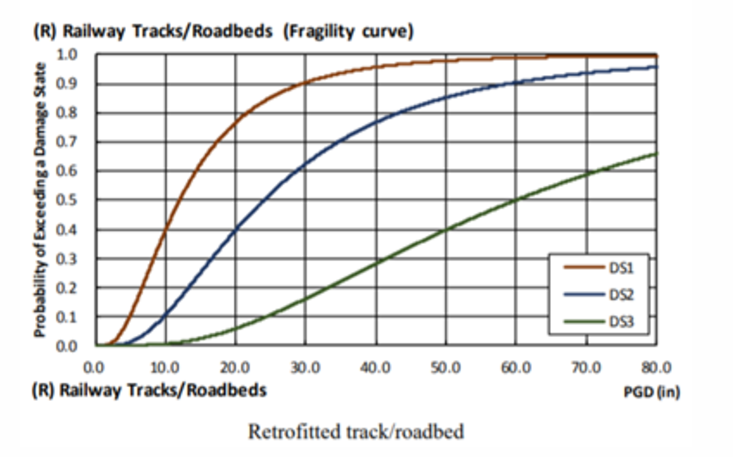 (R) Railway Tracks/Roadbeds (Fragility curve)
Probability of Exceeding a Damage State
1.0
0.9
0.8
0.7
0.6
0.5
0.4
0.3
0.2
0.1
0.0
DS1
DS2
DS3
0.0 10.0 20.0 30.0 40.0 50.0 60.0 70.0 80.0
(R) Railway Tracks/Roadbeds PGD (in)
Retrofitted track/roadbed